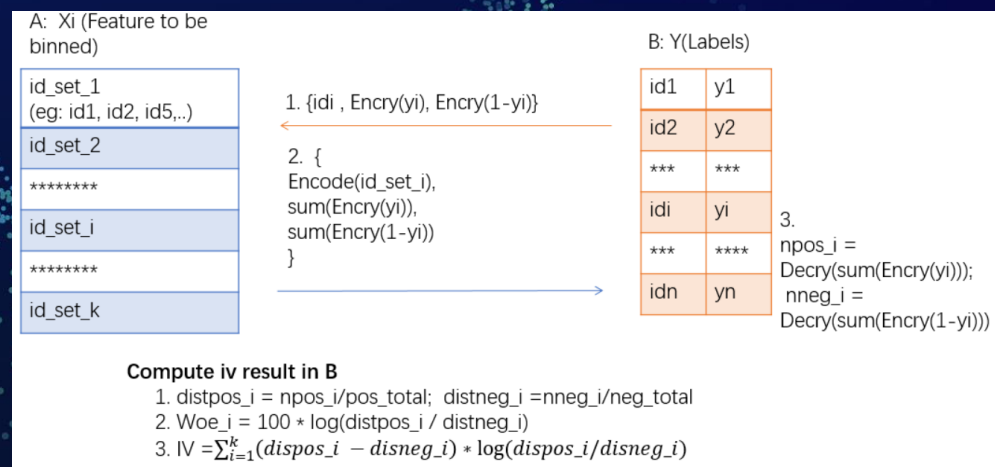 A: Xi (Feature to be
binned)
id_set_1
(eg: id1, id2, id5,..)
id_set_2
********
id_set_i
********
id_set_k
1. {idi , Encry(yi), Encry(1-yi)}
2. {
Encode(id_set_i),
sum(Encry(yi)),
sum(Encry(1-yi))
}
B: Y(Labels)
id1 y1
id2 y2
*** ***
idi yi
*** ****
idn yn
3.
npos_i =
Decry(sum(Encry(yi)));
nneg_i =
Decry(sum(Encry(1-yi)))
Compute iv result in B
1. distpos_i = npos_i/pos_total; distneg_i =nneg_i/neg_total
2. Woe_i = 100 * log(distpos_i / distneg_i)
3. IV =∑_{i=1}^{k}(dispos_i − disneg_i) * log(dispos_i/disneg_i)